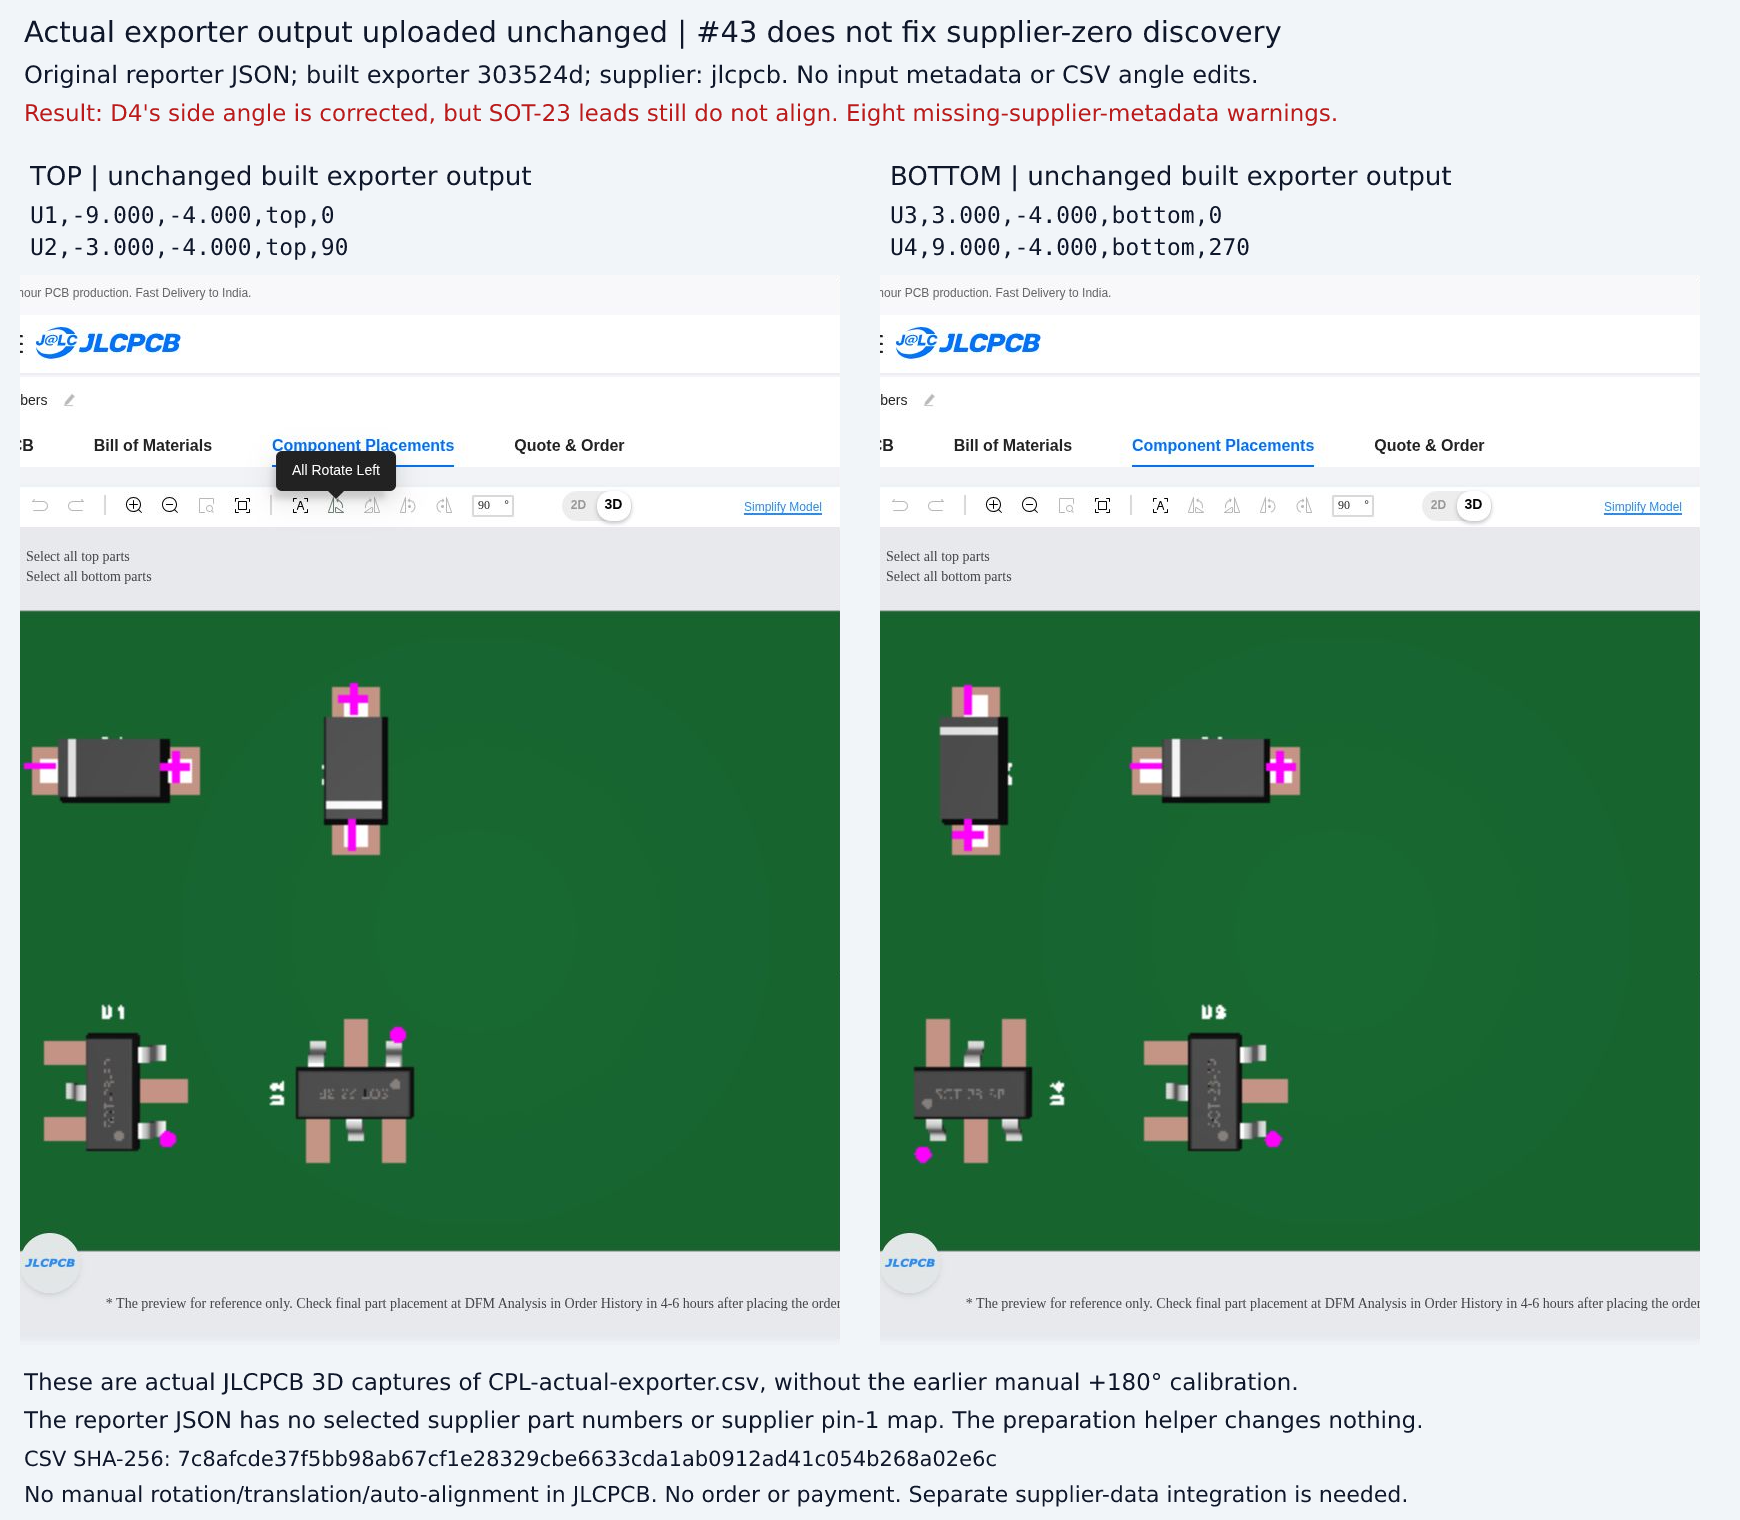 Actual exporter output uploaded unchanged | #43 does not fix supplier-zero discovery
Original reporter JSON; built exporter 303524d; supplier: jlcpcb. No input metadata or CSV angle edits.
Result: D4's side angle is corrected, but SOT-23 leads still do not align. Eight missing-supplier-metadata warnings.
TOP | unchanged built exporter output
U1,-9.000,-4.000,top,0
U2,-3.000,-4.000,top,90
hour PCB production. Fast Delivery to India.
J@LC JLCPCB
bers
CB Bill of Materials Component Placements Quote & Order
All Rotate Left
90 ° 2D 3D Simplify Model
Select all top parts
Select all bottom parts
U1
U2
JLCPCB
* The preview for reference only. Check final part placement at DFM Analysis in Order History in 4-6 hours after placing the order
BOTTOM | unchanged built exporter output
U3,3.000,-4.000,bottom,0
U4,9.000,-4.000,bottom,270
hour PCB production. Fast Delivery to India.
J@LC JLCPCB
bers
CB Bill of Materials Component Placements Quote & Order
90 ° 2D 3D Simplify Model
Select all top parts
Select all bottom parts
U3
U4
JLCPCB
* The preview for reference only. Check final part placement at DFM Analysis in Order History in 4-6 hours after placing the order
These are actual JLCPCB 3D captures of CPL-actual-exporter.csv, without the earlier manual +180° calibration.
The reporter JSON has no selected supplier part numbers or supplier pin-1 map. The preparation helper changes nothing.
CSV SHA-256: 7c8afcde37f5bb98ab67cf1e28329cbe6633cda1ab0912ad41c054b268a02e6c
No manual rotation/translation/auto-alignment in JLCPCB. No order or payment. Separate supplier-data integration is needed.